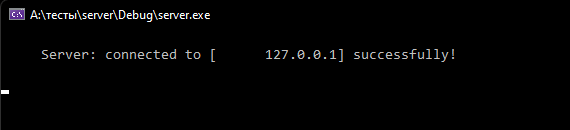 A:\тесты\server\Debug\server.exe
Server: connected to [      127.0.0.1] successfully!